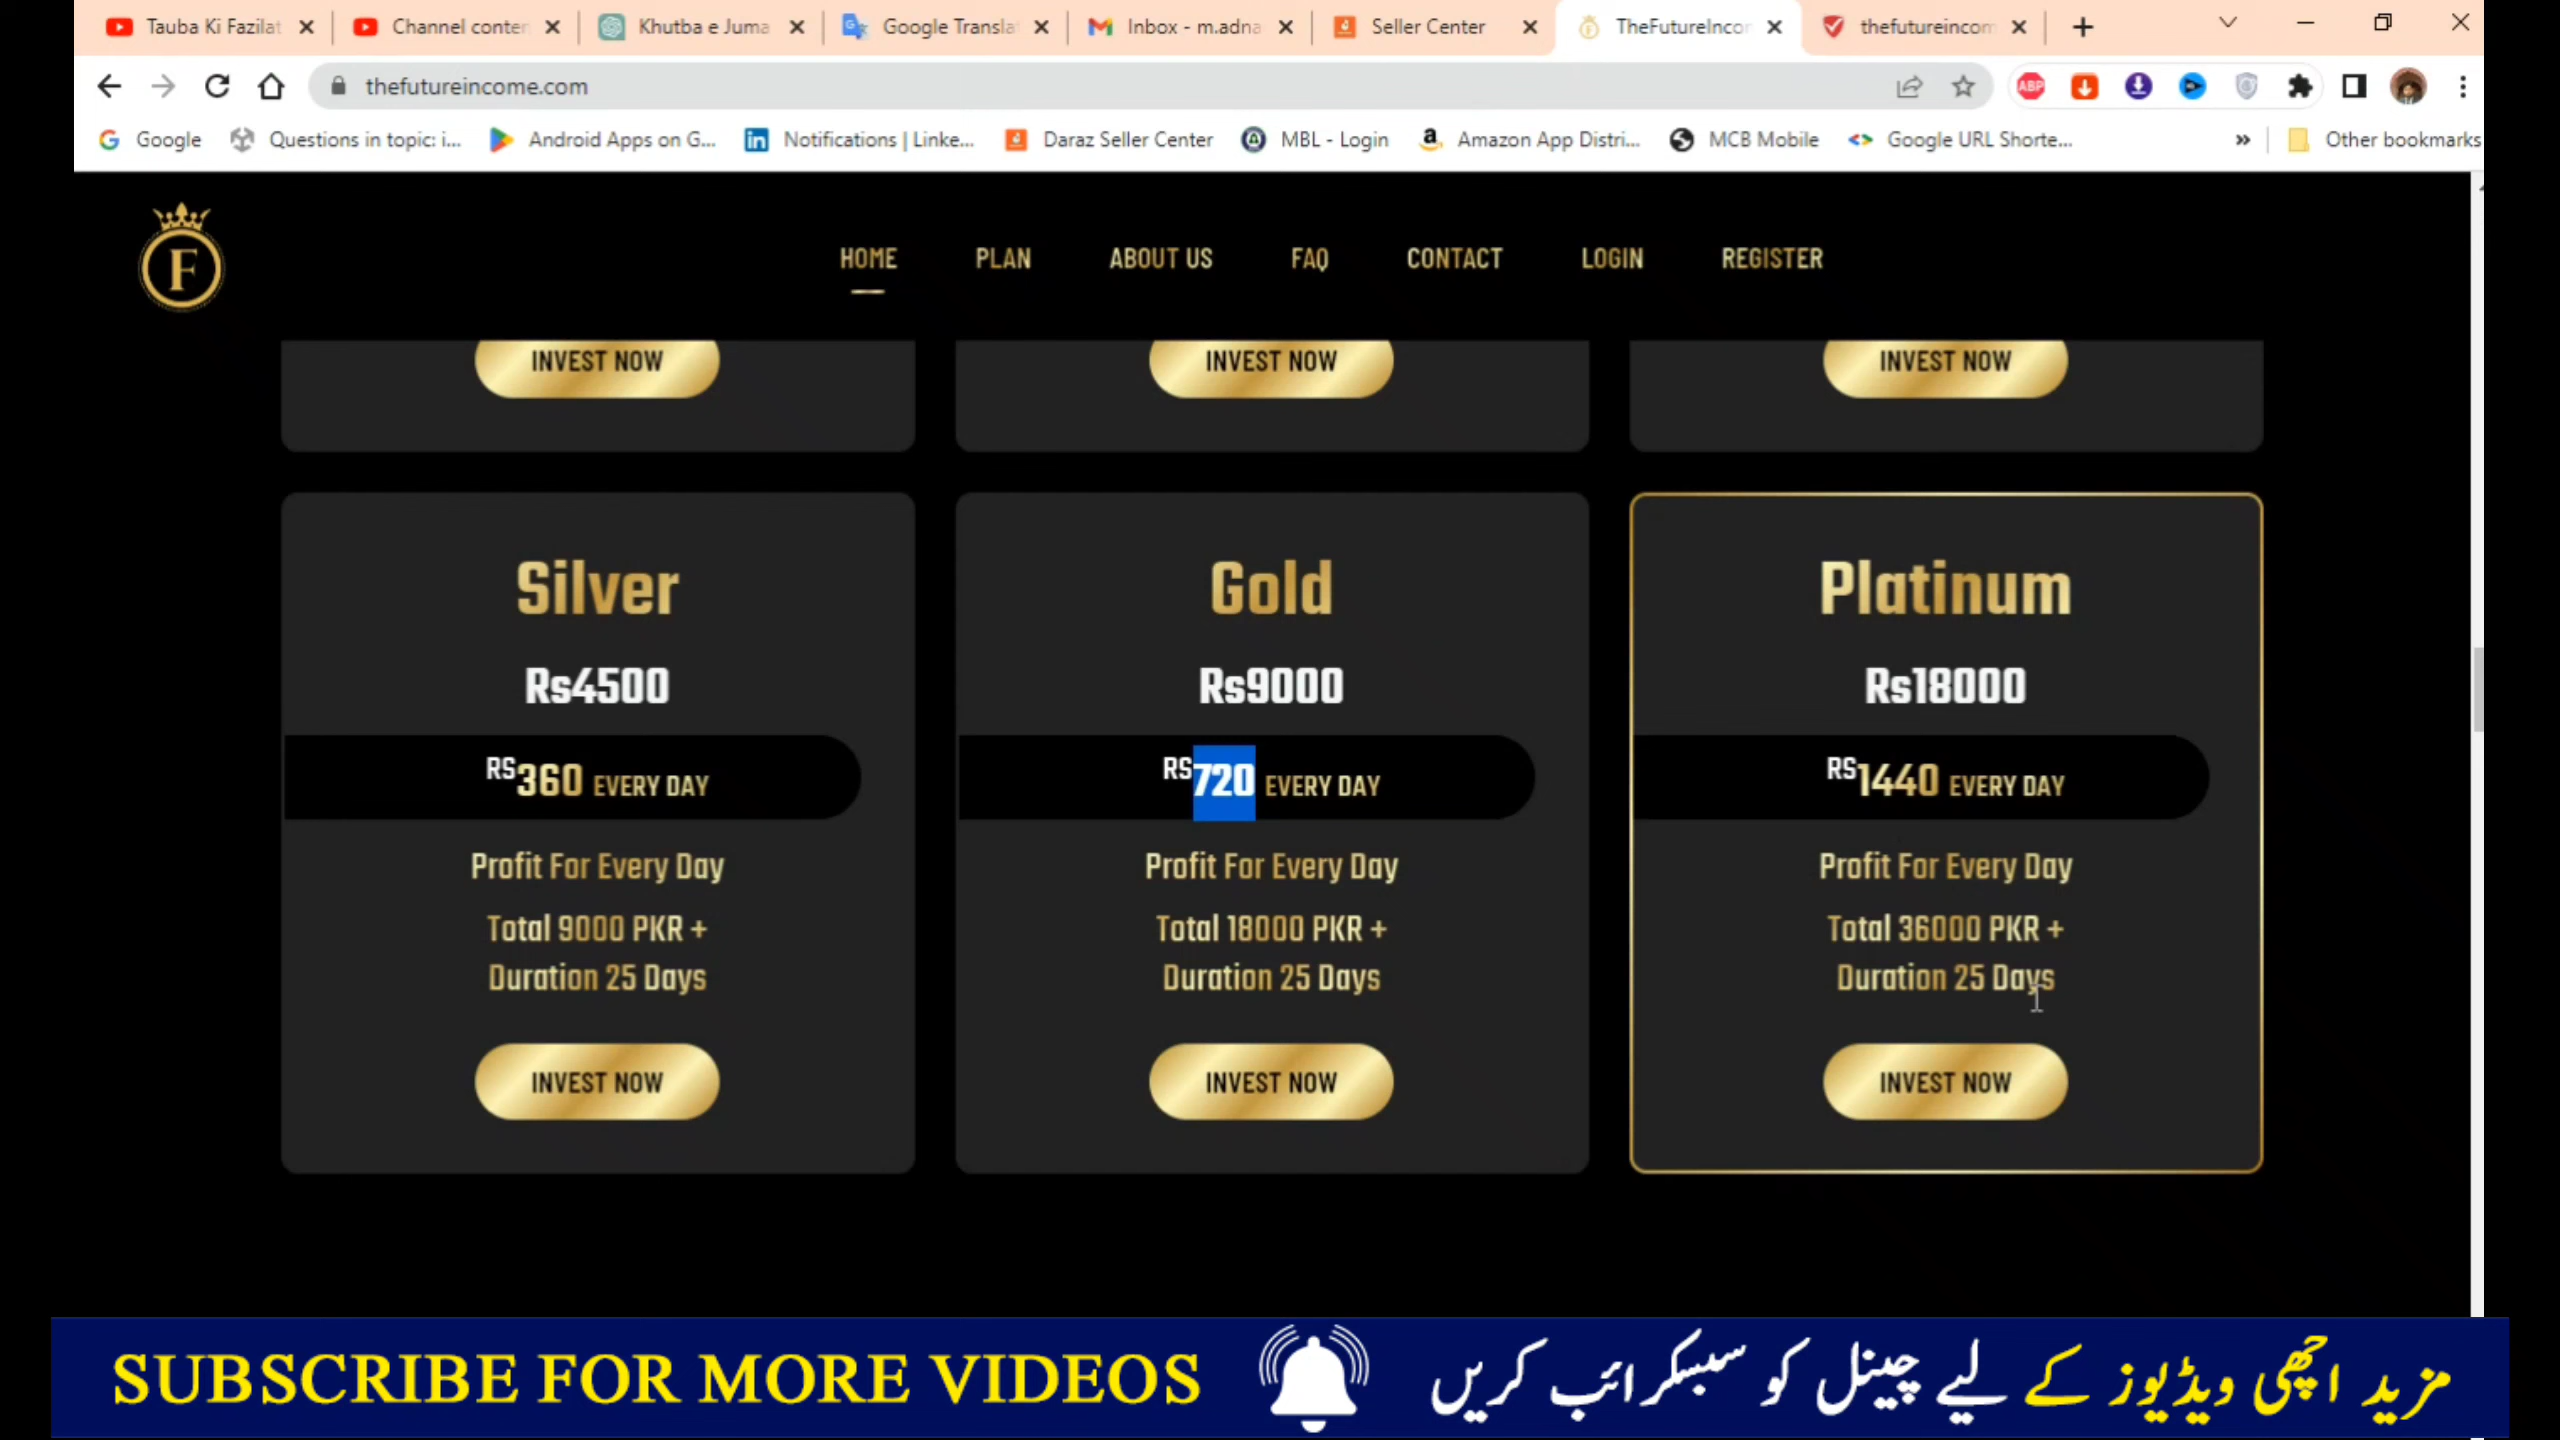 Tauba Ki Fazilat
Channel conten
Khutba e Juma
Google Transla
Inbox - m.adna
Seller Center
TheFutureIncor
thefutureincom
thefutureincome.com
ABP
Google
Questions in topic: i...
Android Apps on G...
Notifications | Linke...
Daraz Seller Center
MBL - Login
Amazon App Distri...
MCB Mobile
Google URL Shorte...
Other bookmarks
F
HOME
PLAN
ABOUT US
FAQ
CONTACT
LOGIN
REGISTER
INVEST NOW
INVEST NOW
INVEST NOW
Silver
Rs4500
RS360 EVERY DAY
Profit For Every Day
Total 9000 PKR +
Duration 25 Days
INVEST NOW
Gold
Rs9000
RS720 EVERY DAY
Profit For Every Day
Total 18000 PKR +
Duration 25 Days
INVEST NOW
Platinum
Rs18000
RS1440 EVERY DAY
Profit For Every Day
Total 36000 PKR +
Duration 25 Days
INVEST NOW
SUBSCRIBE FOR MORE VIDEOS
مزید اچھی ویڈیوز کے لیے چینل کو سبسکرائب کریں